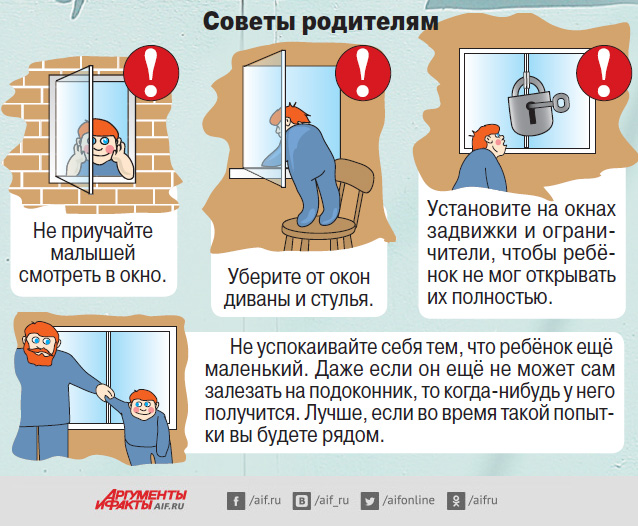 Советы родителям
Не приучайте
малышей
смотреть в окно.
Уберите от окон
диваны и стулья.
Установите на окнах
задвижки и ограни-
чители, чтобы ребё-
нок не мог открывать
их полностью.
Не успокаивайте себя тем, что ребёнок ещё
маленький. Даже если он ещё не может сам
залезать на подоконник, то когда-нибудь у него
получится. Лучше, если во время такой попыт-
ки вы будете рядом.
АРГУМЕНТЫ
И ФАКТЫ AIF.RU
/aif.ru /aif_ru /aifonline /aifru